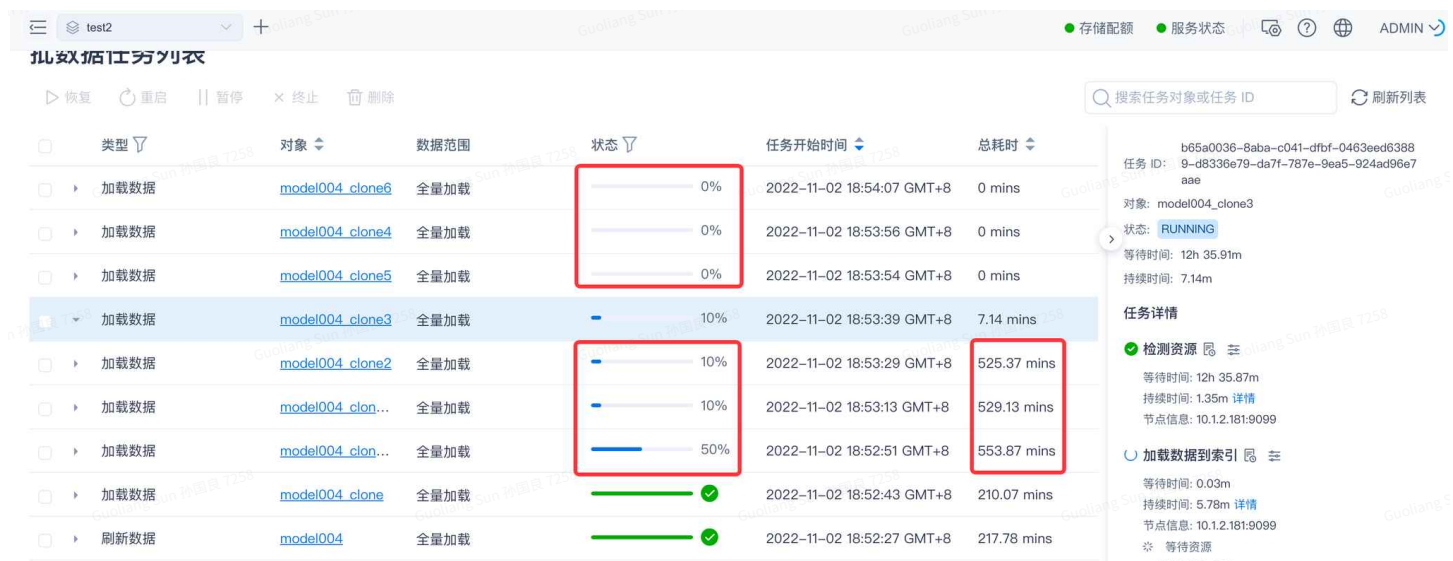 test2
存储配额 服务状态 ADMIN
批数据任务列表
恢复 重启 暂停 终止 删除
搜索任务对象或任务 ID 刷新列表
类型 对象 数据范围 状态 任务开始时间 总耗时
加载数据 model004_clone6 全量加载 0% 2022-11-02 18:54:07 GMT+8 0 mins
加载数据 model004_clone4 全量加载 0% 2022-11-02 18:53:56 GMT+8 0 mins
加载数据 model004_clone5 全量加载 0% 2022-11-02 18:53:54 GMT+8 0 mins
加载数据 model004_clone3 全量加载 10% 2022-11-02 18:53:39 GMT+8 7.14 mins
加载数据 model004_clone2 全量加载 10% 2022-11-02 18:53:29 GMT+8 525.37 mins
加载数据 model004_clon... 全量加载 10% 2022-11-02 18:53:13 GMT+8 529.13 mins
加载数据 model004_clon... 全量加载 50% 2022-11-02 18:52:51 GMT+8 553.87 mins
加载数据 model004_clone 全量加载 2022-11-02 18:52:43 GMT+8 210.07 mins
刷新数据 model004 全量加载 2022-11-02 18:52:27 GMT+8 217.78 mins
任务 ID: b65a0036-8aba-c041-dfbf-0463eed6388
9-d8336e79-da7f-787e-9ea5-924ad96e7
aae
对象: model004_clone3
状态: RUNNING
等待时间: 12h 35.91m
持续时间: 7.14m
任务详情
检测资源
等待时间: 12h 35.87m
持续时间: 1.35m 详情
节点信息: 10.1.2.181:9099
加载数据到索引
等待时间: 0.03m
持续时间: 5.78m 详情
节点信息: 10.1.2.181:9099
等待资源
Guoliang Sun 孙国良 7258